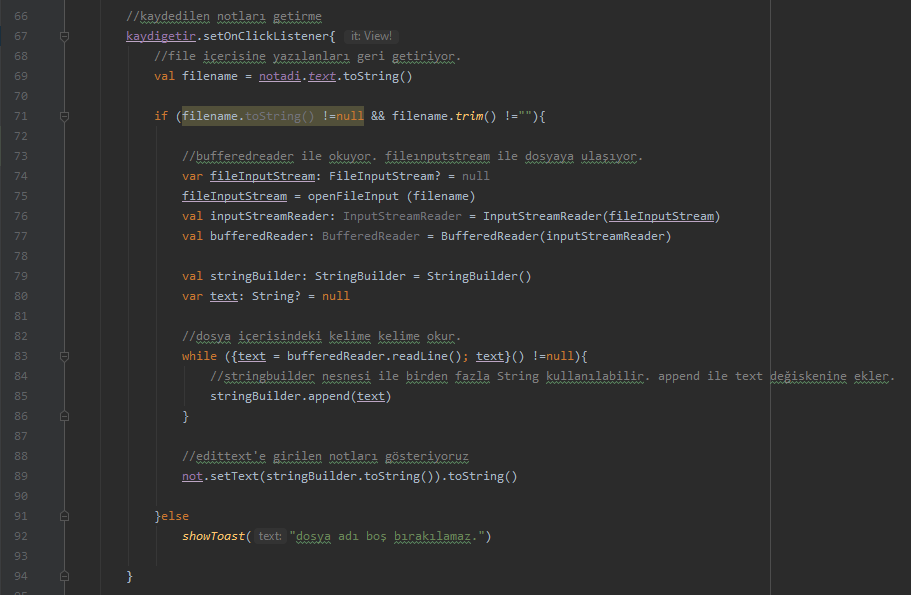 66 //kaydedilen notları getirme
67 kaydigetir.setOnClickListener{ it: View!
68 //file içerisine yazılanları geri getiriyor.
69 val filename = notadi.text.toString()
70
71 if (filename.toString() !=null && filename.trim() !=""){
72
73 //bufferedreader ile okuyor. fileınputstream ile dosyaya ulaşıyor.
74 var fileInputStream: FileInputStream? = null
75 fileInputStream = openFileInput (filename)
76 val inputStreamReader: InputStreamReader = InputStreamReader(fileInputStream)
77 val bufferedReader: BufferedReader = BufferedReader(inputStreamReader)
78
79 val stringBuilder: StringBuilder = StringBuilder()
80 var text: String? = null
81
82 //dosya içerisindeki kelime kelime okur.
83 while ({text = bufferedReader.readLine(); text}() !=null){
84 //stringbuilder nesnesi ile birden fazla String kullanılabilir. append ile text değiskenine ekler.
85 stringBuilder.append(text)
86 }
87
88 //edittext'e girilen notları gösteriyoruz
89 not.setText(stringBuilder.toString()).toString()
90
91 }else
92 showToast( text: "dosya adı boş bırakılamaz.")
93
94 }